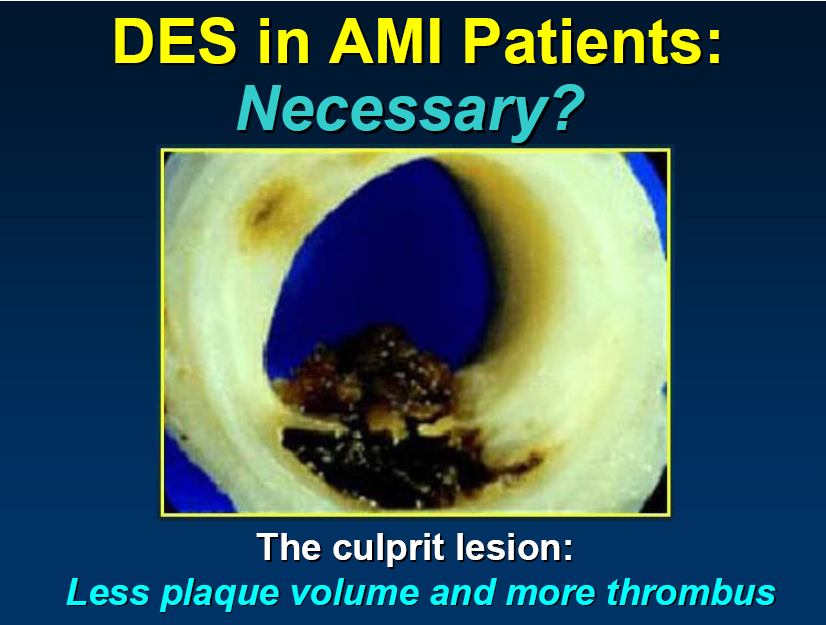 DES in AMI Patients:
Necessary?
The culprit lesion:
Less plaque volume and more thrombus